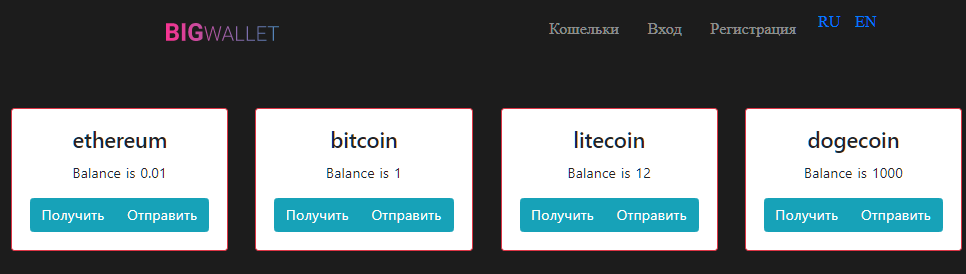 BIGWALLET Кошельки Вход Регистрация RU EN
ethereum bitcoin litecoin dogecoin
Balance is 0.01 Balance is 1 Balance is 12 Balance is 1000
Получить Отправить Получить Отправить Получить Отправить Получить Отправить